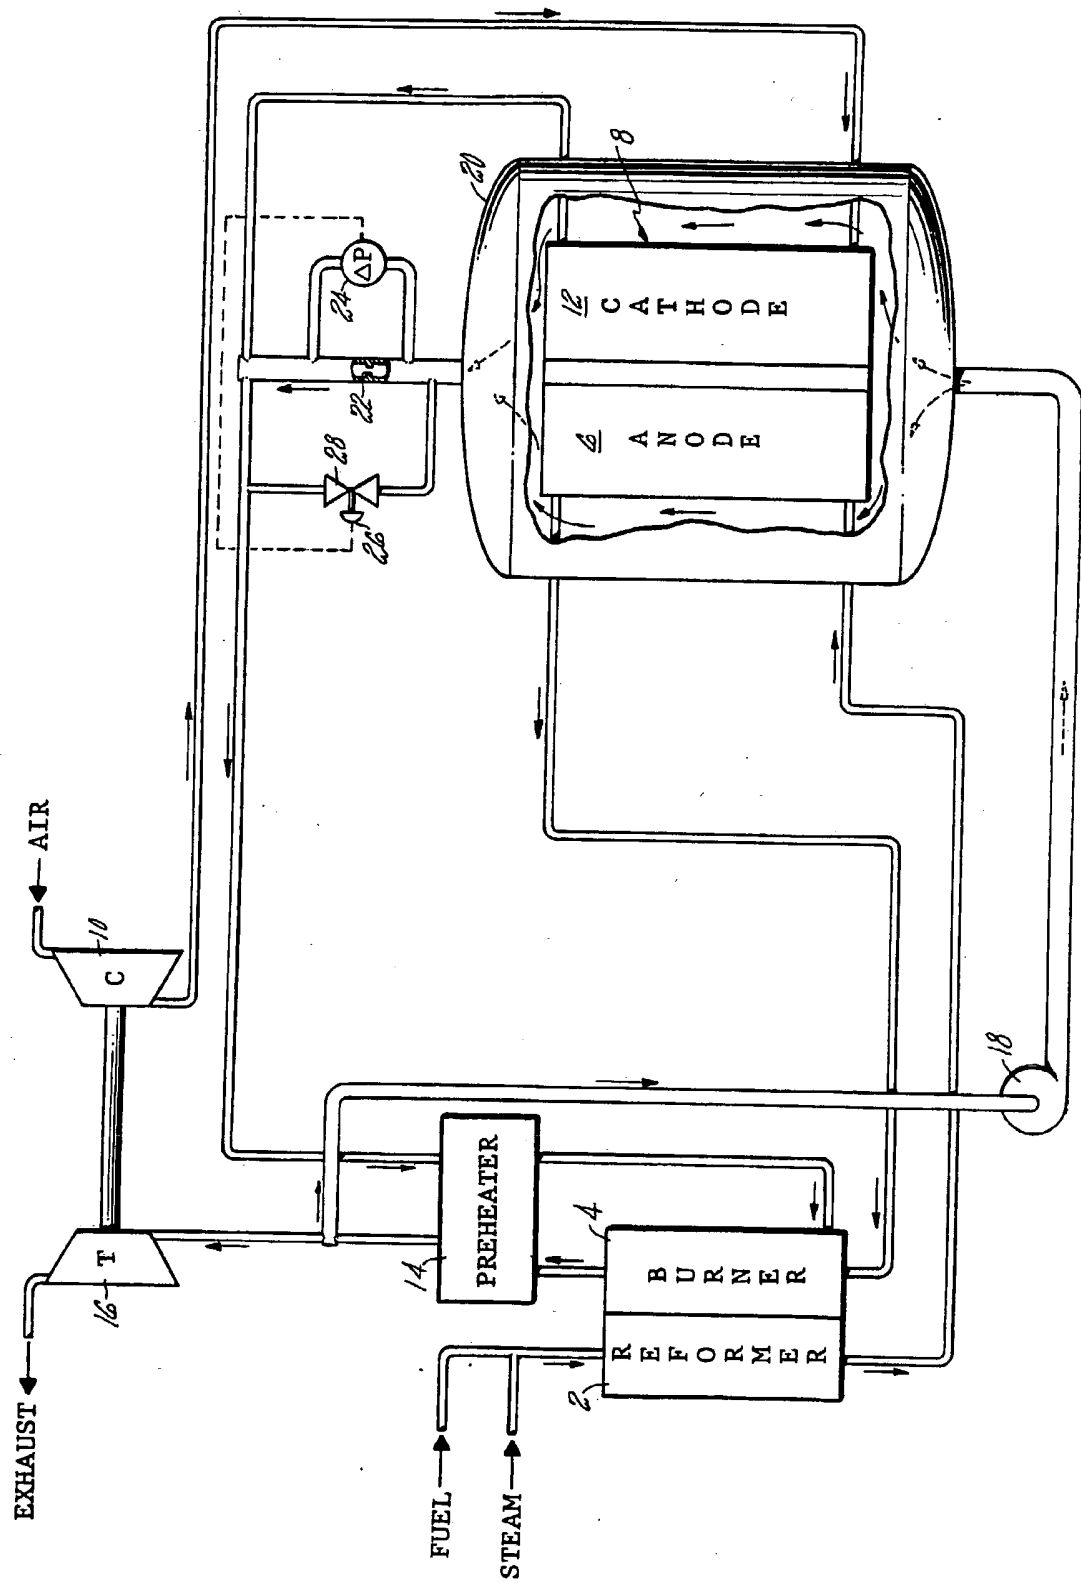 EXHAUST
AIR
T
16
C
10
FUEL
STEAM
PREHEATER
14
REFORMER
2
BURNER
4
18
26
28
22
24
ΔP
20
8
6
ANODE
12
CATHODE